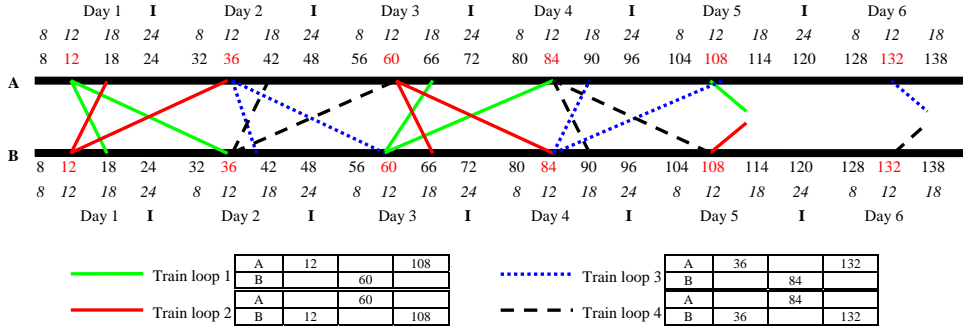 Day 1 I Day 2 I Day 3 I Day 4 I Day 5 I Day 6
8 12 18 24 8 12 18 24 8 12 18 24 8 12 18 24 8 12 18 24 8 12 18
8 12 18 24 32 36 42 48 56 60 66 72 80 84 90 96 104 108 114 120 128 132 138
A
B
8 12 18 24 32 36 42 48 56 60 66 72 80 84 90 96 104 108 114 120 128 132 138
8 12 18 24 8 12 18 24 8 12 18 24 8 12 18 24 8 12 18 24 8 12 18
Day 1 I Day 2 I Day 3 I Day 4 I Day 5 I Day 6
Train loop 1
A 12 108
B 60
Train loop 2
A 60
B 12 108
Train loop 3
A 36 132
B 84
Train loop 4
A 84
B 36 132